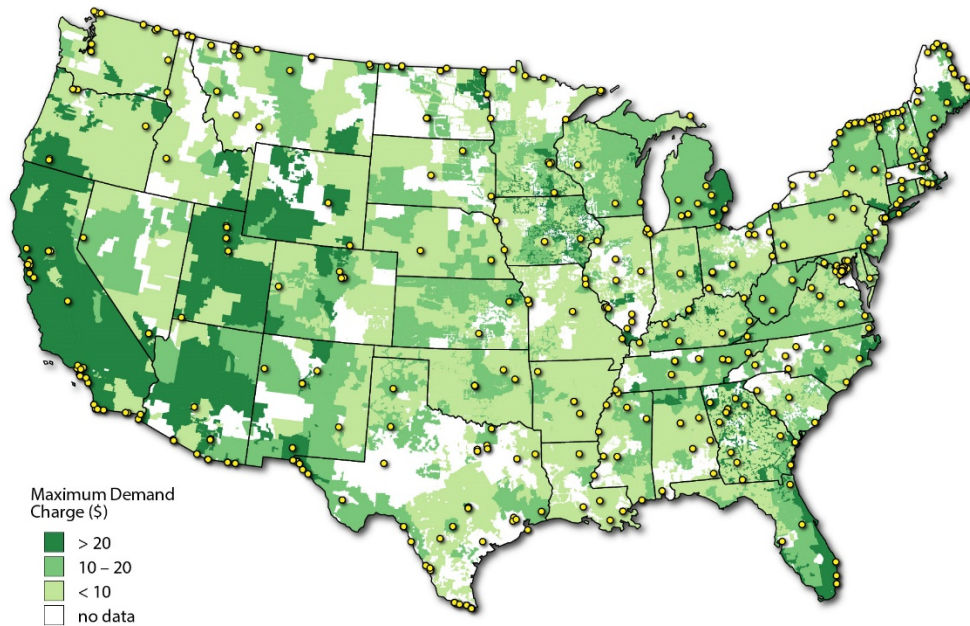 Maximum Demand
Charge ($)
> 20
10 – 20
< 10
no data